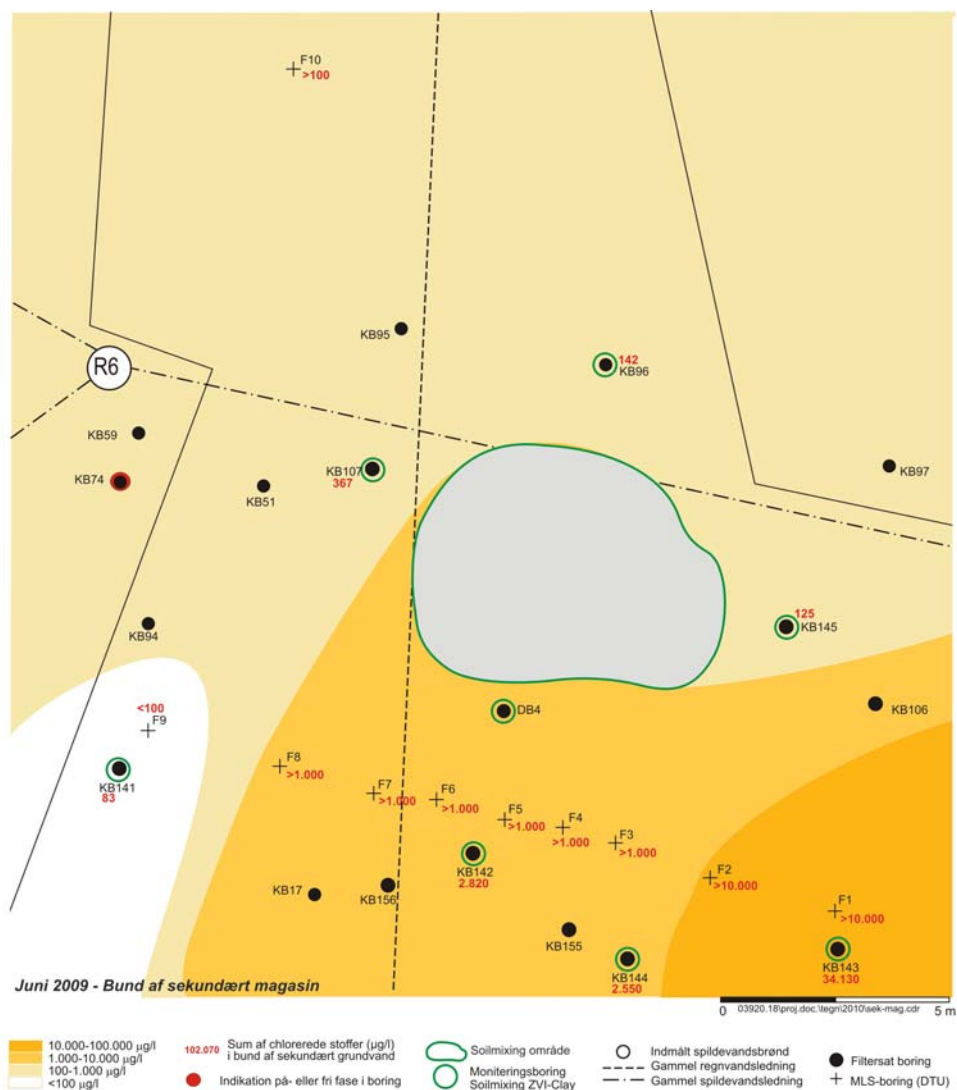 F10
>100
KB95
142
KB96
R6
KB59
KB74
KB107
367
KB51
KB97
125
KB145
KB94
<100
F9
KB141
83
DB4
KB106
F8
>1.000
F7
>1.000
F6
>1.000
F5
>1.000
F4
>1.000
F3
>1.000
F2
>10.000
F1
>10.000
KB142
2.820
KB17
KB156
KB155
KB144
2.550
KB143
34.130
Juni 2009 - Bund af sekundært magasin
0 03920.18\proj.doc.\tegn\2010\sek-mag.cdr 5 m
10.000-100.000 µg/l
1.000-10.000 µg/l
100-1.000 µg/l
<100 µg/l
102.070 Sum af chlorerede stoffer (µg/l)
i bund af sekundært grundvand
Indikation på- eller fri fase i boring
Soilmixing område
Moniteringsboring
Soilmixing ZVI-Clay
Indmålt spildevandsbrønd
Gammel regnvandsledning
Gammel spildevandsledning
Filtersat boring
MLS-boring (DTU)